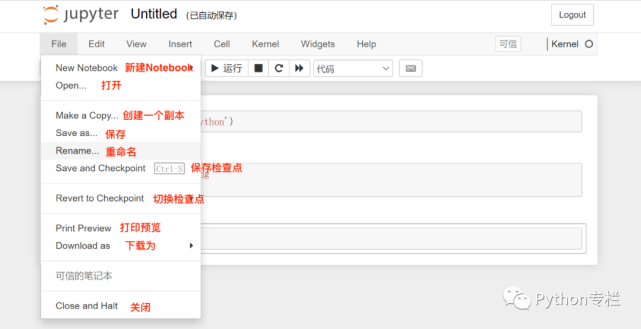 jupyter Untitled (已自动保存) Logout
File Edit View Insert Cell Kernel Widgets Help 可信 Kernel
运行 代码
New Notebook 新建Notebook
Open... 打开
Make a Copy... 创建一个副本
ython')
Save as... 保存
Rename... 重命名
Save and Checkpoint Ctrl-S 保存检查点
Revert to Checkpoint 切换检查点
Print Preview 打印预览
Download as 下载为
可信的笔记本
Close and Halt 关闭
Python专栏